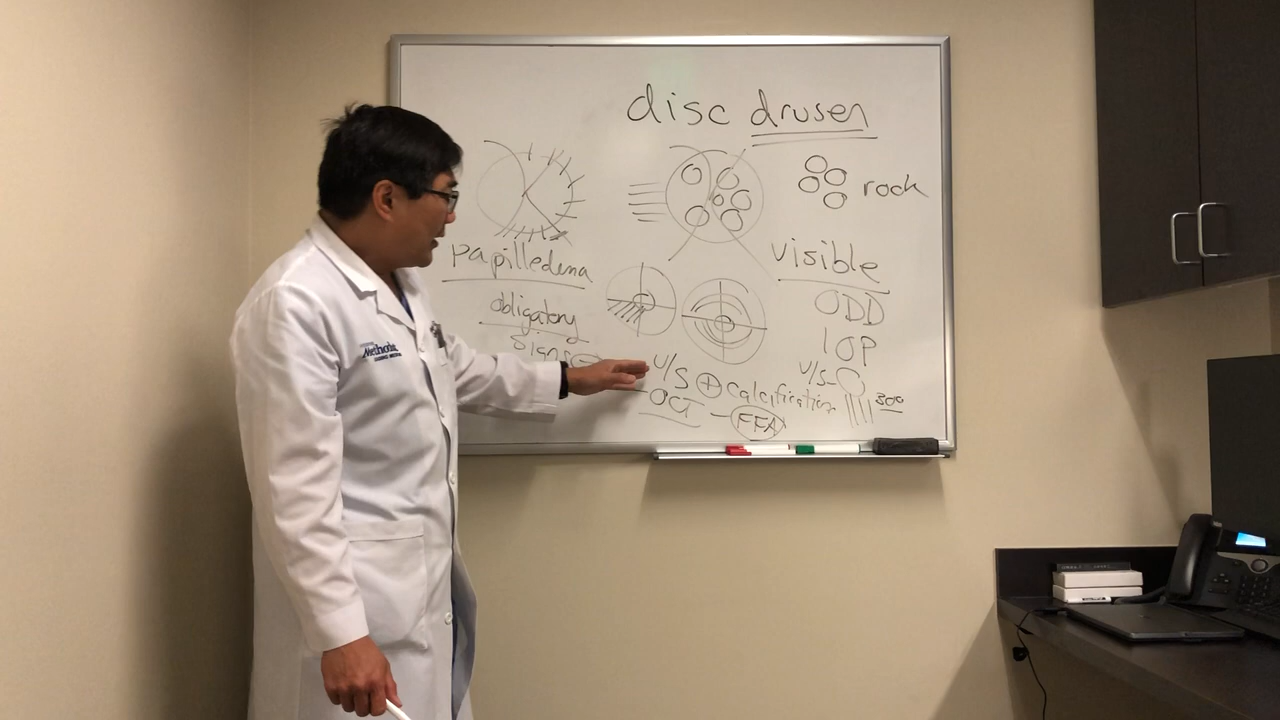 disc drusen
rock
papilledema
visible
obligatory
signs
ODD
IOP
U/S ⊕ calcification
U/S
300
OCT - FFA
Methodist